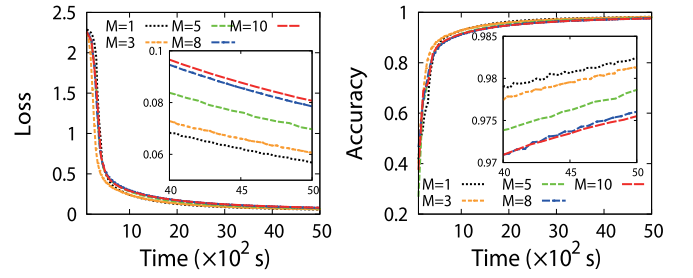 M=1 M=5 M=10
M=3 M=8
Loss
2.5
2
1.5
1
0.5
0
0.1
0.08
0.06
40 45 50
10 20 30 40 50
Time (×10² s)
Accuracy
1
0.8
0.6
0.4
0.2
0.985
0.98
0.975
0.97
40 45 50
M=1 M=5 M=10
M=3 M=8
10 20 30 40 50
Time (×10² s)